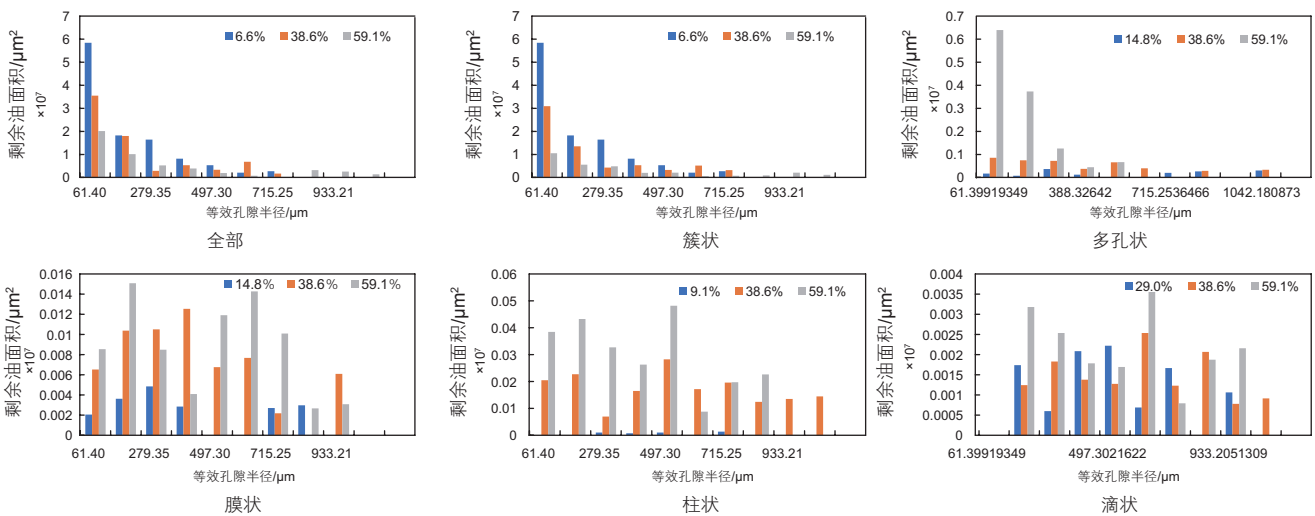 7
6
5
4
3
2
1
0
剩余油面积/μm²
×10⁷
6.6% 38.6% 59.1%
61.40 279.35 497.30 715.25 933.21
等效孔隙半径/μm
全部
7
6
5
4
3
2
1
0
剩余油面积/μm²
×10⁷
6.6% 38.6% 59.1%
61.40 279.35 497.30 715.25 933.21
等效孔隙半径/μm
簇状
0.7
0.6
0.5
0.4
0.3
0.2
0.1
0
剩余油面积/μm²
×10⁷
14.8% 38.6% 59.1%
61.39919349 388.32642 715.2536466 1042.180873
等效孔隙半径/μm
多孔状
0.016
0.014
0.012
0.01
0.008
0.006
0.004
0.002
0
剩余油面积/μm²
×10⁷
14.8% 38.6% 59.1%
61.40 279.35 497.30 715.25 933.21
等效孔隙半径/μm
膜状
0.06
0.05
0.04
0.03
0.02
0.01
0
剩余油面积/μm²
×10⁷
9.1% 38.6% 59.1%
61.40 279.35 497.30 715.25 933.21
等效孔隙半径/μm
柱状
0.004
0.0035
0.003
0.0025
0.002
0.0015
0.001
0.0005
0
剩余油面积/μm²
×10⁷
29.0% 38.6% 59.1%
61.39919349 497.3021622 933.2051309
等效孔隙半径/μm
滴状